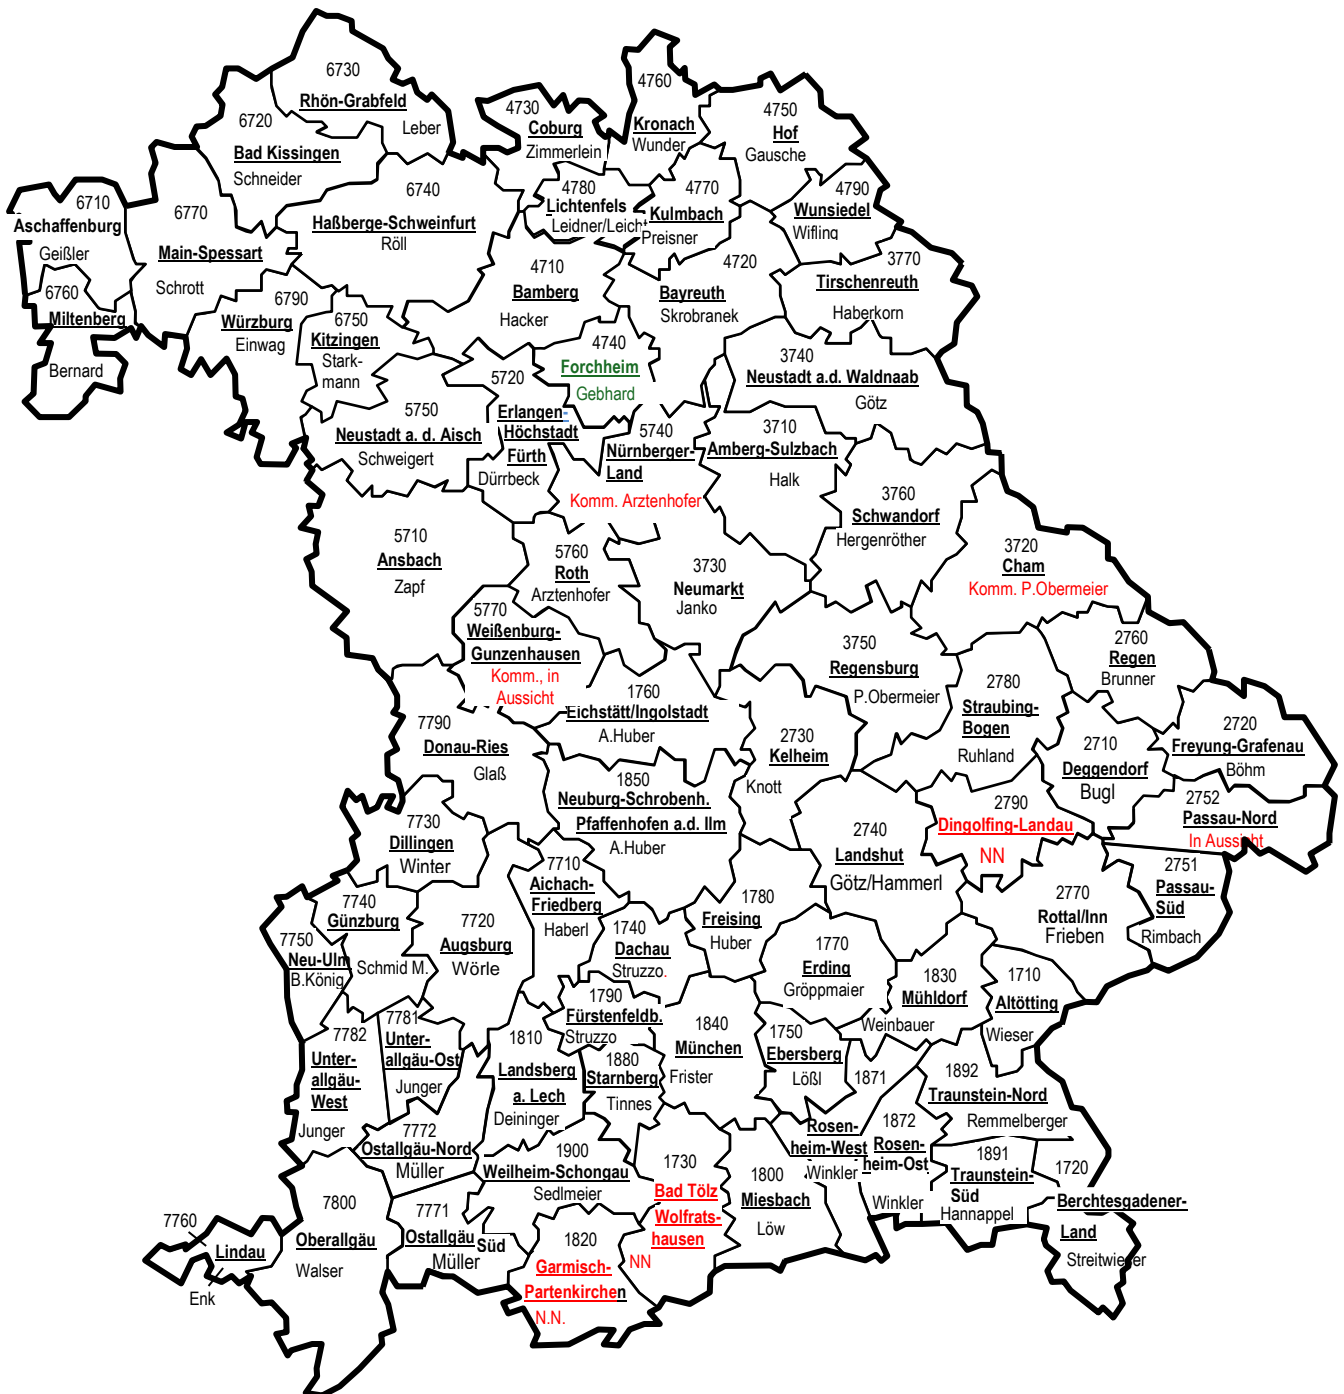 6730
Rhön-Grabfeld
Leber
6720
Bad Kissingen
Schneider
4730
Coburg
Zimmerlein
4760
Kronach
Wunder
4750
Hof
Gausche
6710
Aschaffenburg
Geißler
6770
Main-Spessart
Schrott
6740
Haßberge-Schweinfurt
Röll
4780
Lichtenfels
Leidner/Leicht
4770
Kulmbach
Preisner
4790
Wunsiedel
Wifling
6760
Miltenberg
Bernard
6790
Würzburg
Einwag
6750
Kitzingen
Stark-
mann
4710
Bamberg
Hacker
4720
Bayreuth
Skrobranek
3770
Tirschenreuth
Haberkorn
4740
Forchheim
Gebhard
3740
Neustadt a.d. Waldnaab
Götz
5750
Neustadt a. d. Aisch
Schweigert
5720
Erlangen-
Höchstadt
Fürth
Dürrbeck
5740
Nürnberger-
Land
Komm. Arztenhofer
3710
Amberg-Sulzbach
Halk
3760
Schwandorf
Hergenröther
5710
Ansbach
Zapf
5760
Roth
Arztenhofer
3730
Neumarkt
Janko
3720
Cham
Komm. P.Obermeier
5770
Weißenburg-
Gunzenhausen
Komm., in
Aussicht
3750
Regensburg
P.Obermeier
2760
Regen
Brunner
7790
Donau-Ries
Glaß
1760
Eichstätt/Ingolstadt
A.Huber
2730
Kelheim
Knott
2780
Straubing-
Bogen
Ruhland
2710
Deggendorf
Bugl
2720
Freyung-Grafenau
Böhm
1850
Neuburg-Schrobenh.
Pfaffenhofen a.d. Ilm
A.Huber
2790
Dingolfing-Landau
NN
2752
Passau-Nord
In Aussicht
7730
Dillingen
Winter
7710
Aichach-
Friedberg
Haberl
2740
Landshut
Götz/Hammerl
2751
Passau-
Süd
Rimbach
7740
Günzburg
Schmid M.
7720
Augsburg
Wörle
1740
Dachau
Struzzo.
1780
Freising
Huber
2770
Rottal/Inn
Frieben
7750
Neu-Ulm
B.König
1770
Erding
Gröppmaier
1830
Mühldorf
Weinbauer
1710
Altötting
Wieser
7782
Unter-
allgäu-
West
Junger
7781
Unter-
allgäu-Ost
Junger
1810
Landsberg
a. Lech
Deininger
1790
Fürstenfeldb.
Struzzo
1880
Starnberg
Tinnes
1840
München
Frister
1750
Ebersberg
Lößl
1871
Rosen-
heim-West
Winkler
1872
Rosen-
heim-Ost
Winkler
1892
Traunstein-Nord
Remmelberger
7772
Ostallgäu-Nord
Müller
1900
Weilheim-Schongau
Sedlmeier
1730
Bad Tölz
Wolfrats-
hausen
NN
1800
Miesbach
Löw
1891
Traunstein-
Süd
Hannappel
1720
Berchtesgadener-
Land
Streitwieser
7760
Lindau
Enk
7800
Oberallgäu
Walser
7771
Ostallgäu
Süd
Müller
1820
Garmisch-
Partenkirchen
N.N.